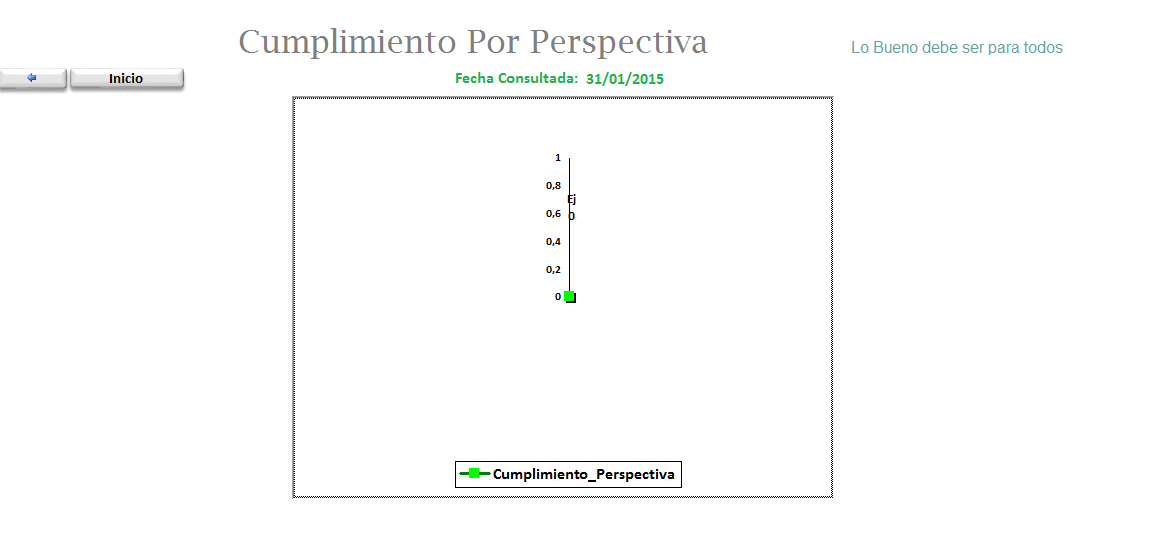 Cumplimiento Por Perspectiva
Lo Bueno debe ser para todos
Inicio
Fecha Consultada: 31/01/2015
1
0,8
Ej
0,6
0
0,4
0,2
0
Cumplimiento_Perspectiva